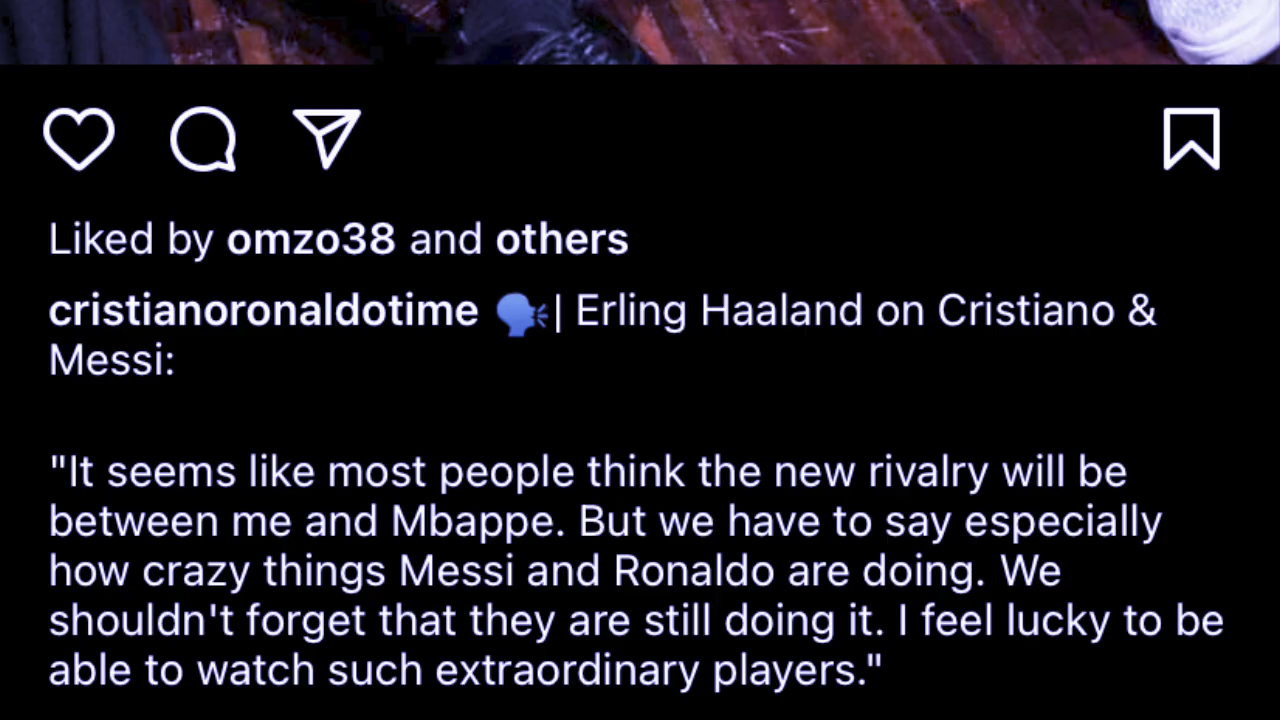 Liked by omzo38 and others
cristianoronaldotime 🗣️| Erling Haaland on Cristiano &
Messi:
"It seems like most people think the new rivalry will be
between me and Mbappe. But we have to say especially
how crazy things Messi and Ronaldo are doing. We
shouldn't forget that they are still doing it. I feel lucky to be
able to watch such extraordinary players."